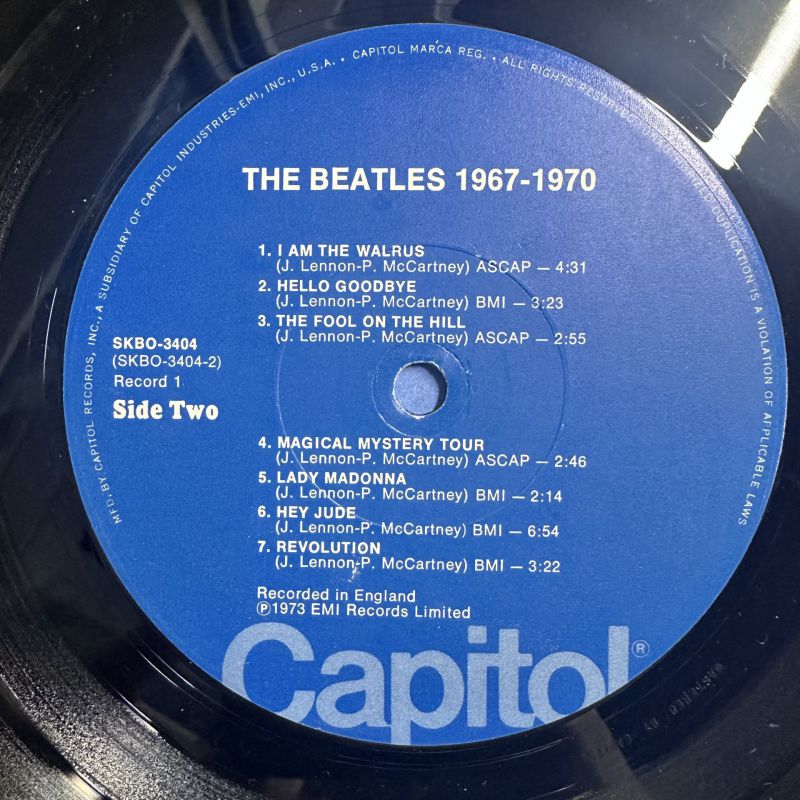 MFD. BY CAPITOL RECORDS, INC., A SUBSIDIARY OF CAPITOL INDUSTRIES-EMI, INC., U.S.A. • CAPITOL MARCA REG. • ALL RIGHTS RESERVED. UNAUTHORIZED DUPLICATION IS A VIOLATION OF APPLICABLE LAWS
THE BEATLES 1967-1970
1. I AM THE WALRUS
(J. Lennon-P. McCartney) ASCAP — 4:31
2. HELLO GOODBYE
(J. Lennon-P. McCartney) BMI — 3:23
3. THE FOOL ON THE HILL
(J. Lennon-P. McCartney) ASCAP — 2:55
SKBO-3404
(SKBO-3404-2)
Record 1
Side Two
4. MAGICAL MYSTERY TOUR
(J. Lennon-P. McCartney) ASCAP — 2:46
5. LADY MADONNA
(J. Lennon-P. McCartney) BMI — 2:14
6. HEY JUDE
(J. Lennon-P. McCartney) BMI — 6:54
7. REVOLUTION
(J. Lennon-P. McCartney) BMI — 3:22
Recorded in England
℗1973 EMI Records Limited
Capitol®
MASTERED BY